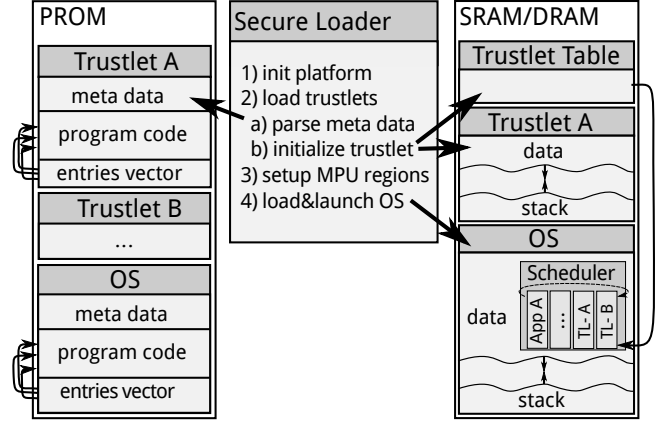 PROM
Trustlet A
meta data
program code
entries vector
Trustlet B
...
OS
meta data
program code
entries vector
Secure Loader
1) init platform
2) load trustlets
a) parse meta data
b) initialize trustlet
3) setup MPU regions
4) load&launch OS
SRAM/DRAM
Trustlet Table
Trustlet A
data
stack
OS
Scheduler
data
App A
...
TL- A
TL- B
stack